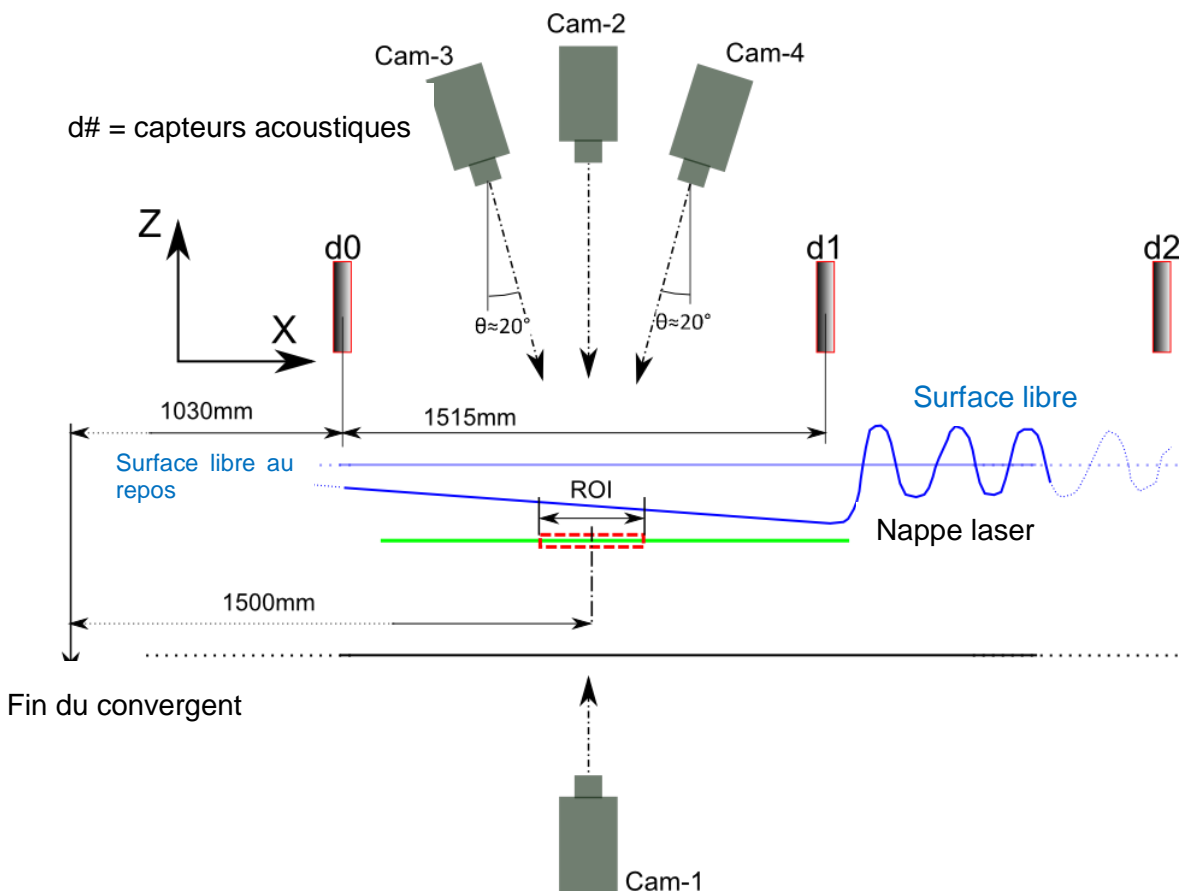 Cam-2
Cam-3
Cam-4
d# = capteurs acoustiques
Z
d0
d1
d2
X
θ≈20°
θ≈20°
1030mm
1515mm
Surface libre
Surface libre au
repos
ROI
Nappe laser
1500mm
Fin du convergent
Cam-1